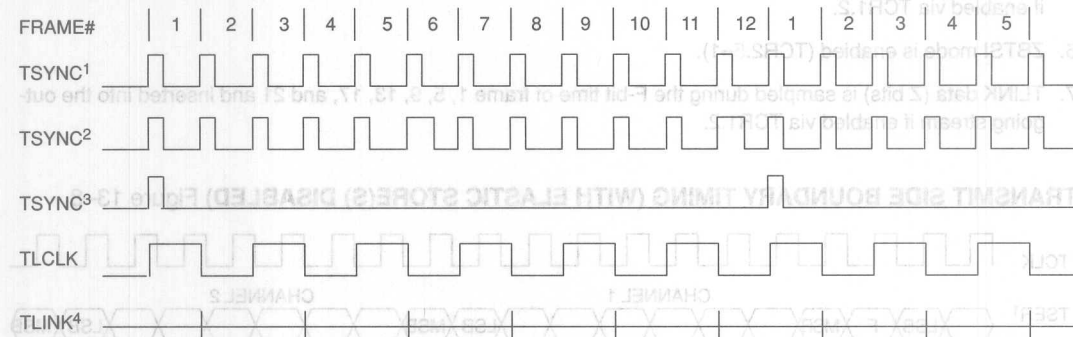 FRAME# 1 2 3 4 5 6 7 8 9 10 11 12 1 2 3 4 5
TSYNC¹
TSYNC²
TSYNC³
TLCLK
TLINK⁴